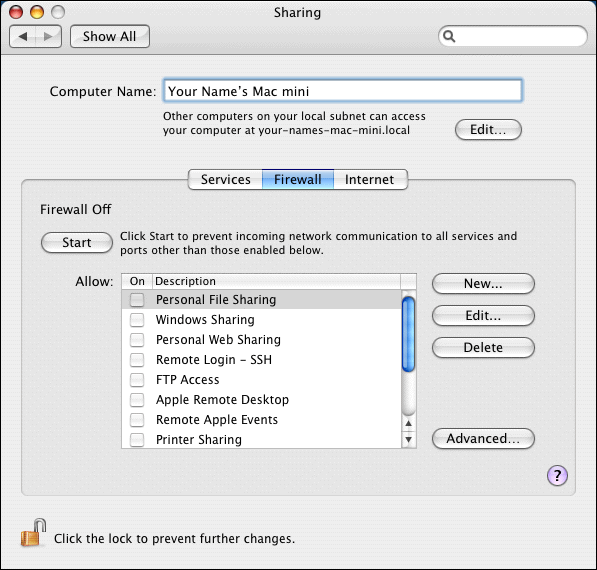 Sharing
Show All
Computer Name: Your Name's Mac mini
Other computers on your local subnet can access
your computer at your-names-mac-mini.local
Edit...
Services Firewall Internet
Firewall Off
Start
Click Start to prevent incoming network communication to all services and
ports other than those enabled below.
Allow:
On Description
Personal File Sharing
Windows Sharing
Personal Web Sharing
Remote Login – SSH
FTP Access
Apple Remote Desktop
Remote Apple Events
Printer Sharing
New...
Edit...
Delete
Advanced...
?
Click the lock to prevent further changes.